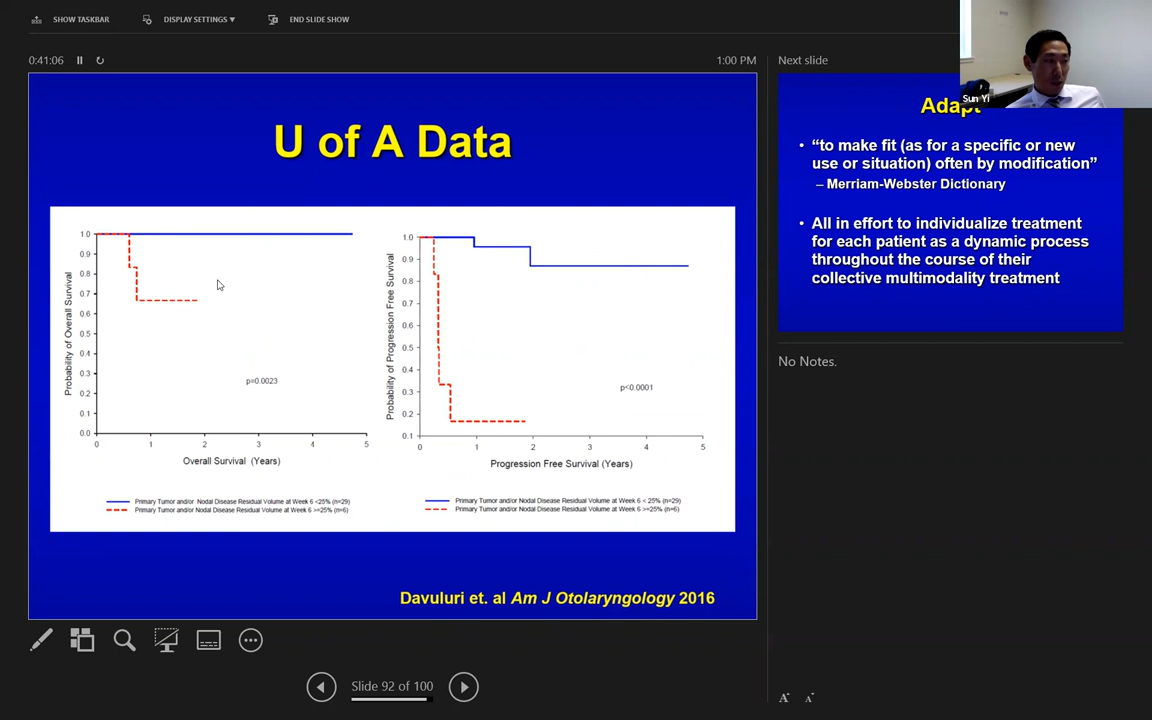 SHOW TASKBAR
DISPLAY SETTINGS ▼
END SLIDE SHOW
0:41:06
1:00 PM
U of A Data
Probability of Overall Survival
1.0
0.9
0.8
0.7
0.6
0.5
0.4
0.3
0.2
0.1
0.0
p=0.0023
0 1 2 3 4 5
Overall Survival (Years)
Primary Tumor and/or Nodal Disease Residual Volume at Week 6 <25% (n=29)
Primary Tumor and/or Nodal Disease Residual Volume at Week 6 >=25% (n=6)
Probability of Progression Free Survival
1.0
0.9
0.8
0.7
0.6
0.5
0.4
0.3
0.2
0.1
p<0.0001
0 1 2 3 4 5
Progression Free Survival (Years)
Primary Tumor and/or Nodal Disease Residual Volume at Week 6 < 25% (n=29)
Primary Tumor and/or Nodal Disease Residual Volume at Week 6 >=25% (n=6)
Davuluri et. al Am J Otolaryngology 2016
Slide 92 of 100
Next slide
Sun Yi
Adapt
• "to make fit (as for a specific or new
use or situation) often by modification"
– Merriam-Webster Dictionary
• All in effort to individualize treatment
for each patient as a dynamic process
throughout the course of their
collective multimodality treatment
No Notes.
A A